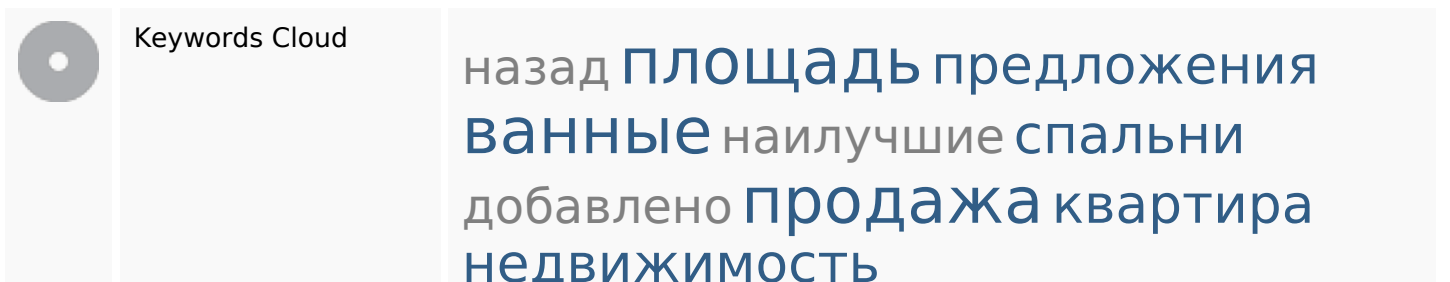 Keywords Cloud
назад площадь предложения
ванные наилучшие спальни
добавлено продажа квартира
недвижимость